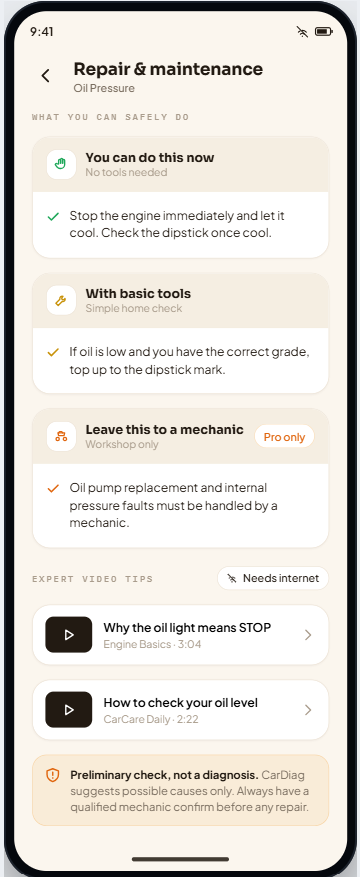 9:41
Repair & maintenance
Oil Pressure
WHAT YOU CAN SAFELY DO
You can do this now
No tools needed
Stop the engine immediately and let it
cool. Check the dipstick once cool.
With basic tools
Simple home check
If oil is low and you have the correct grade,
top up to the dipstick mark.
Leave this to a mechanic
Workshop only
Pro only
Oil pump replacement and internal
pressure faults must be handled by a
mechanic.
EXPERT VIDEO TIPS
Needs internet
Why the oil light means STOP
Engine Basics · 3:04
How to check your oil level
CarCare Daily · 2:22
Preliminary check, not a diagnosis. CarDiag
suggests possible causes only. Always have a
qualified mechanic confirm before any repair.